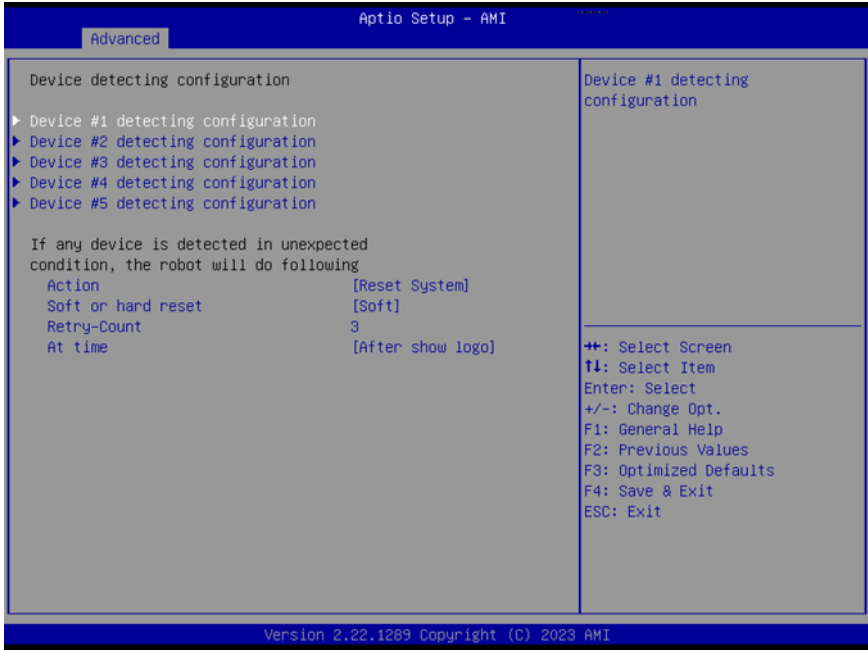 Aptio Setup – AMI
Advanced
Device detecting configuration
▶ Device #1 detecting configuration
▶ Device #2 detecting configuration
▶ Device #3 detecting configuration
▶ Device #4 detecting configuration
▶ Device #5 detecting configuration
If any device is detected in unexpected
condition, the robot will do following
Action [Reset System]
Soft or hard reset [Soft]
Retry-Count 3
At time [After show logo]
Device #1 detecting
configuration
→←: Select Screen
↑↓: Select Item
Enter: Select
+/-: Change Opt.
F1: General Help
F2: Previous Values
F3: Optimized Defaults
F4: Save & Exit
ESC: Exit
Version 2.22.1289 Copyright (C) 2023 AMI